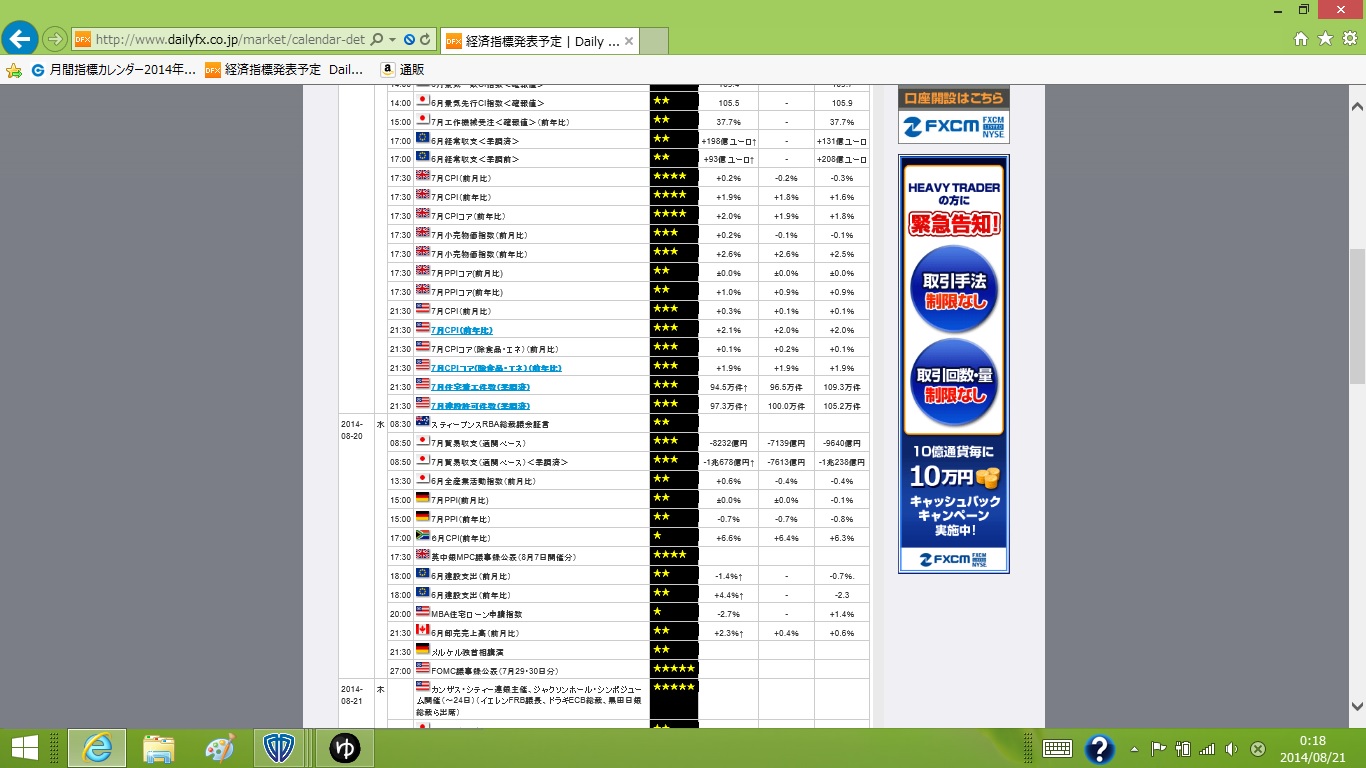 http://www.dailyfx.co.jp/market/calendar-det
経済指標発表予定 | Daily ...
月間指標カレンダー2014年...
経済指標発表予定 Dail...
通販
14:00 6月景気先行CI指数<確報値> ★★ 105.5 - 105.9
15:00 7月工作機械受注<確報値>(前年比) ★★ 37.7% - 37.7%
17:00 6月経常収支<季調済> ★★ +198億ユーロ↑ - +131億ユーロ
17:00 6月経常収支<季調前> ★★ +93億ユーロ↑ - +208億ユーロ
17:30 7月CPI(前月比) ★★★★ +0.2% -0.2% -0.3%
17:30 7月CPI(前年比) ★★★★ +1.9% +1.8% +1.6%
17:30 7月CPIコア(前年比) ★★★★ +2.0% +1.9% +1.8%
17:30 7月小売物価指数(前月比) ★★★ +0.2% -0.1% -0.1%
17:30 7月小売物価指数(前年比) ★★★ +2.6% +2.6% +2.5%
17:30 7月PPIコア(前月比) ★★ ±0.0% ±0.0% ±0.0%
17:30 7月PPIコア(前年比) ★★ +1.0% +0.9% +0.9%
21:30 7月CPI(前月比) ★★★ +0.3% +0.1% +0.1%
21:30 7月CPI(前年比) ★★★ +2.1% +2.0% +2.0%
21:30 7月CPIコア(除食品・エネ)(前月比) ★★★ +0.1% +0.2% +0.1%
21:30 7月CPIコア(除食品・エネ)(前年比) ★★★ +1.9% +1.9% +1.9%
21:30 7月住宅着工件数(季調済) ★★★ 94.5万件↑ 96.5万件 109.3万件
21:30 7月建設許可件数(季調済) ★★★ 97.3万件↑ 100.0万件 105.2万件
2014-08-20 水 08:30 スティーブンスRBA総裁議会証言 ★★
08:50 7月貿易収支(通関ベース) ★★★ -8232億円 -7139億円 -9640億円
08:50 7月貿易収支(通関ベース)<季調済> ★★★ -1兆678億円↑ -7613億円 -1兆238億円
13:30 6月全産業活動指数(前月比) ★★ +0.6% -0.4% -0.4%
15:00 7月PPI(前月比) ★★ ±0.0% ±0.0% -0.1%
15:00 7月PPI(前年比) ★★ -0.7% -0.7% -0.8%
17:00 6月CPI(前年比) ★ +6.6% +6.4% +6.3%
17:30 英中銀MPC議事録公表(8月7日開催分) ★★★★
18:00 6月建設支出(前月比) ★★ -1.4%↑ - -0.7%.
18:00 6月建設支出(前年比) ★★ +4.4%↑ - -2.3
20:00 MBA住宅ローン申請指数 ★ -2.7% +1.4%
21:30 6月卸売売上高(前月比) ★★ +2.3%↑ +0.4% +0.6%
21:30 メルケル独首相講演 ★★
27:00 FOMC議事録公表(7月29・30日分) ★★★★★
2014-08-21 木 カンザス・シティー連銀主催、ジャクソンホール・シンポジューム開催(~24日)(イエレンFRB議長、ドラギECB総裁、黒田日銀総裁ら出席) ★★★★★
口座開設はこちら
FXCM
FXCM
NYSE
HEAVY TRADER
の方に
緊急告知!
取引手法
制限なし
取引回数・量
制限なし
10億通貨毎に
10万円
キャッシュバック
キャンペーン
実施中!
FXCM
FXCM
NYSE
ゆ
0:18
2014/08/21